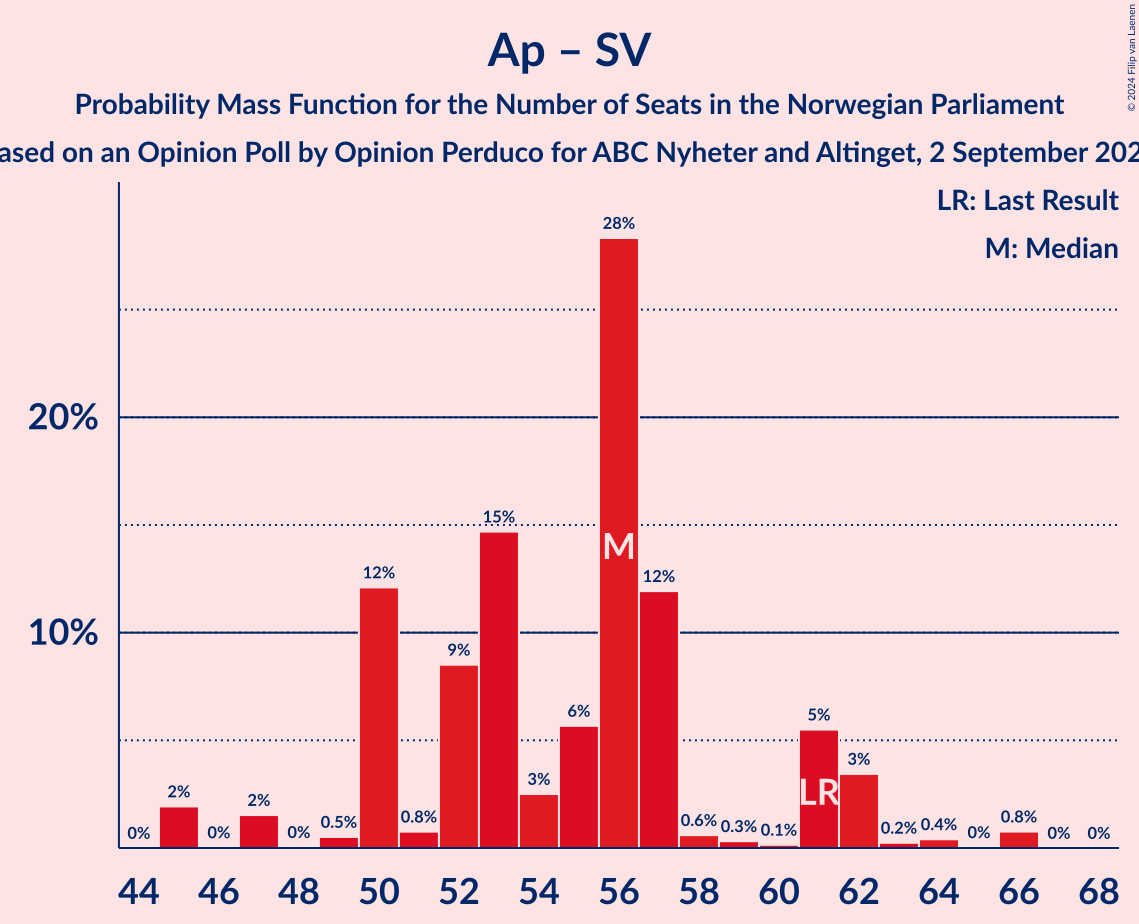 Ap – SV
Probability Mass Function for the Number of Seats in the Norwegian Parliament
ased on an Opinion Poll by Opinion Perduco for ABC Nyheter and Altinget, 2 September 202
© 2024 Filip van Laenen
LR: Last Result
M: Median
28%
20%
15%
M
12%
12%
10%
9%
6%
5%
3%
3%
LR
2%
2%
0% 0% 0% 0.5% 0.8% 0.6% 0.3% 0.1% 0.2% 0.4% 0% 0.8% 0% 0%
44 46 48 50 52 54 56 58 60 62 64 66 68